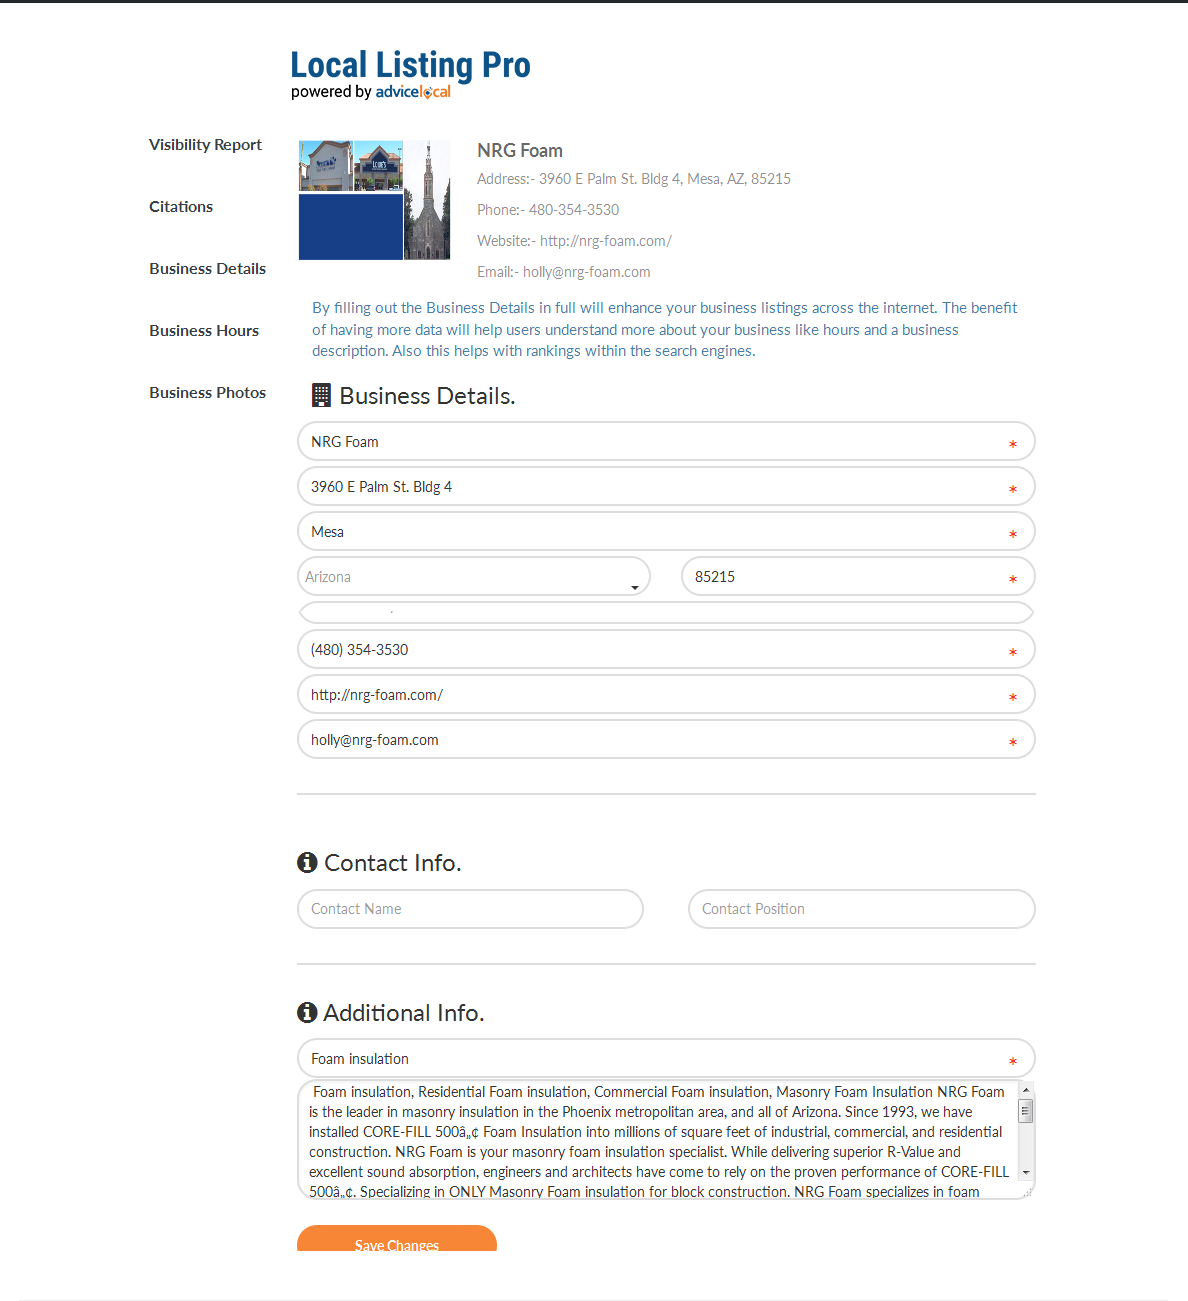 Local Listing Pro
powered by advicelocal
Visibility Report
Citations
Business Details
Business Hours
Business Photos
LOWE'S
NRG Foam
Address:- 3960 E Palm St. Bldg 4, Mesa, AZ, 85215
Phone:- 480-354-3530
Website:- http://nrg-foam.com/
Email:- holly@nrg-foam.com
By filling out the Business Details in full will enhance your business listings across the internet. The benefit
of having more data will help users understand more about your business like hours and a business
description. Also this helps with rankings within the search engines.
Business Details.
NRG Foam *
3960 E Palm St. Bldg 4 *
Mesa *
Arizona
85215 *
(480) 354-3530 *
http://nrg-foam.com/ *
holly@nrg-foam.com *
Contact Info.
Contact Name
Contact Position
Additional Info.
Foam insulation *
Foam insulation, Residential Foam insulation, Commercial Foam insulation, Masonry Foam Insulation NRG Foam
is the leader in masonry insulation in the Phoenix metropolitan area, and all of Arizona. Since 1993, we have
installed CORE-FILL 500â„¢ Foam Insulation into millions of square feet of industrial, commercial, and residential
construction. NRG Foam is your masonry foam insulation specialist. While delivering superior R-Value and
excellent sound absorption, engineers and architects have come to rely on the proven performance of CORE-FILL
500â„¢. Specializing in ONLY Masonry Foam insulation for block construction. NRG Foam specializes in foam
Save Changes